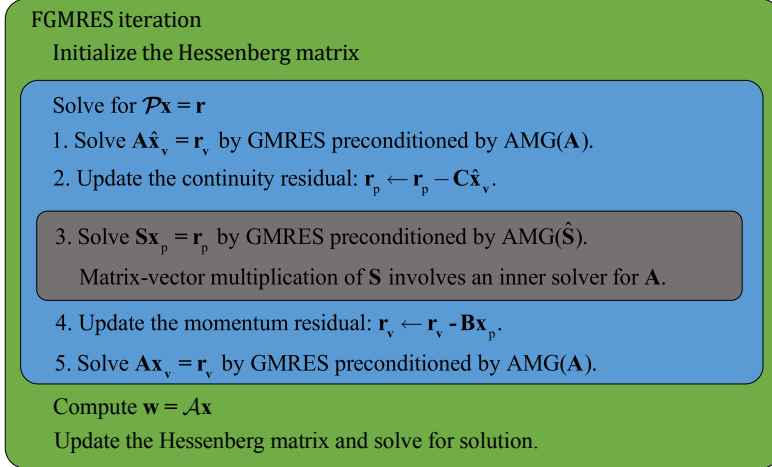 FGMRES iteration
Initialize the Hessenberg matrix
Solve for 𝓟x = r
1. Solve Ax̂ᵥ = rᵥ by GMRES preconditioned by AMG(A).
2. Update the continuity residual: rₚ ← rₚ − Cx̂ᵥ.
3. Solve Sxₚ = rₚ by GMRES preconditioned by AMG(Ŝ).
Matrix-vector multiplication of S involves an inner solver for A.
4. Update the momentum residual: rᵥ ← rᵥ - Bxₚ.
5. Solve Axᵥ = rᵥ by GMRES preconditioned by AMG(A).
Compute w = 𝒜x
Update the Hessenberg matrix and solve for solution.